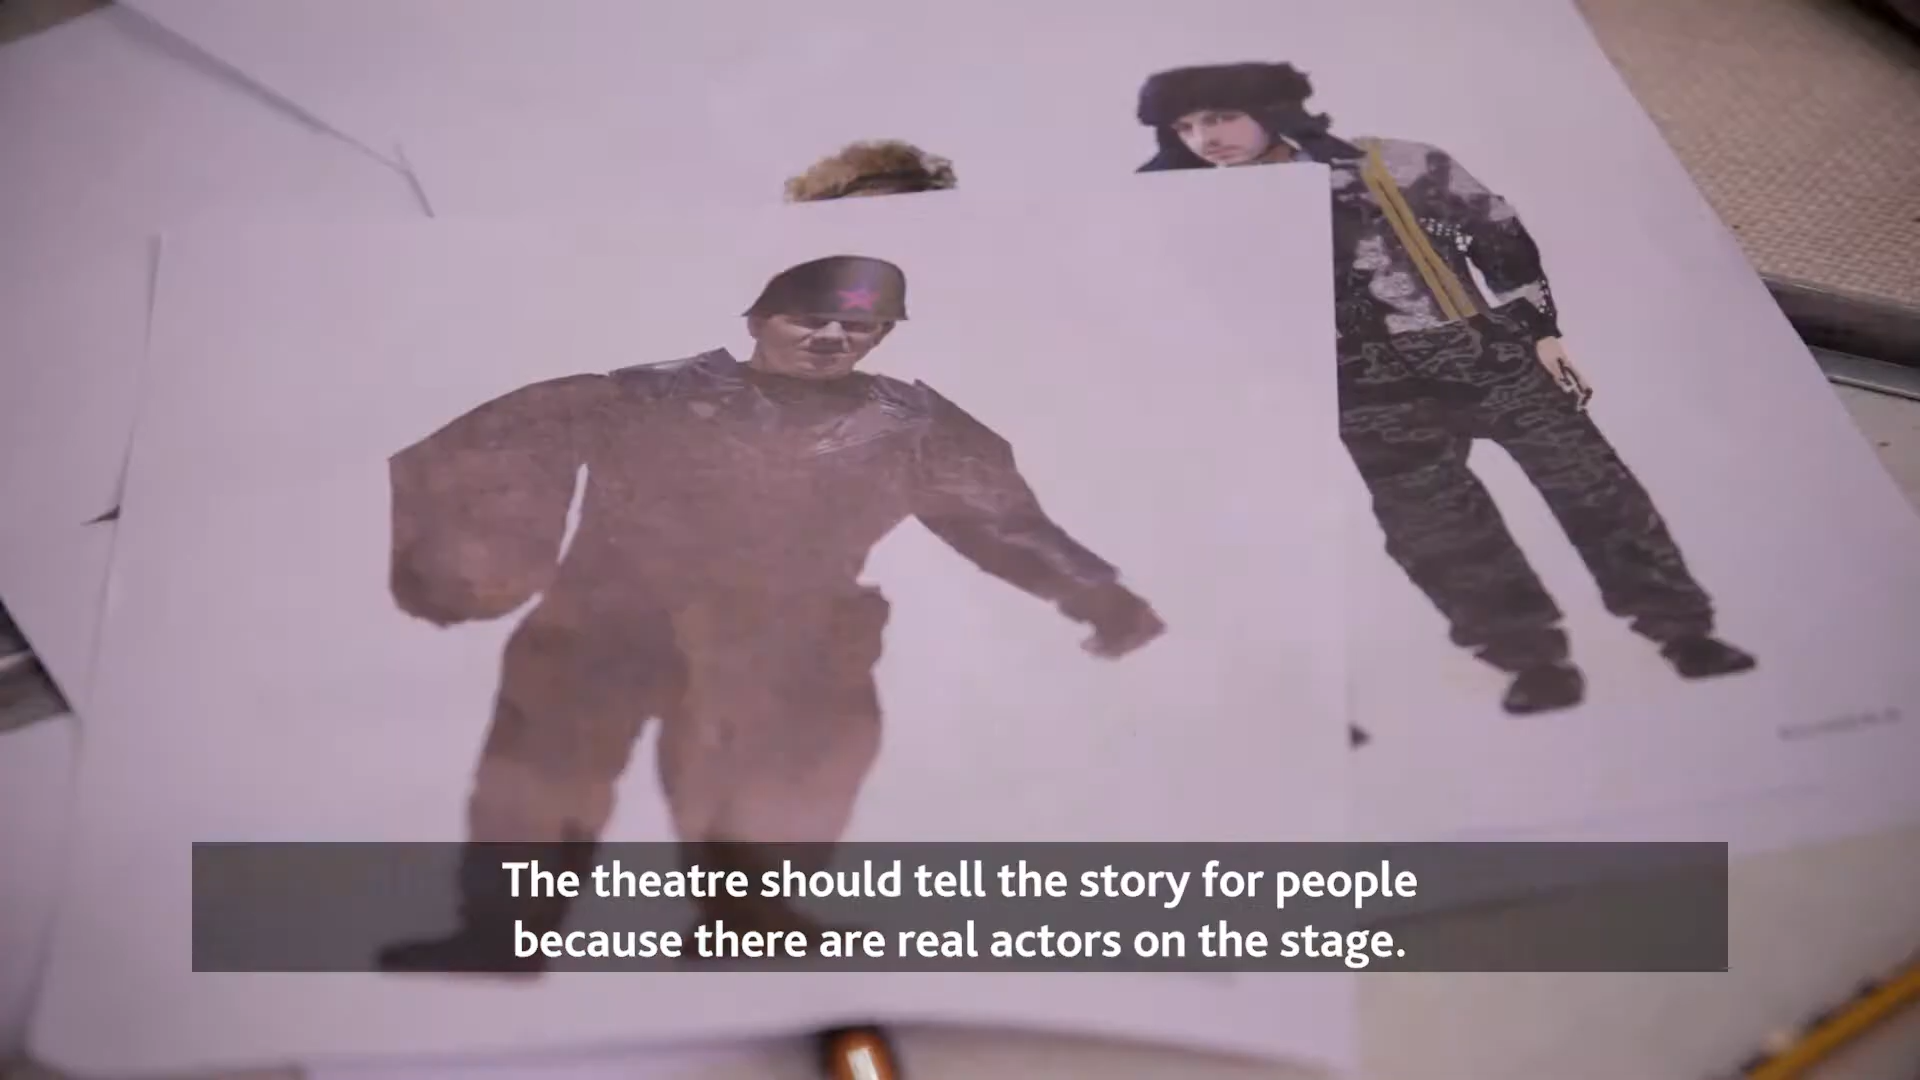 The theatre should tell the story for people
because there are real actors on the stage.